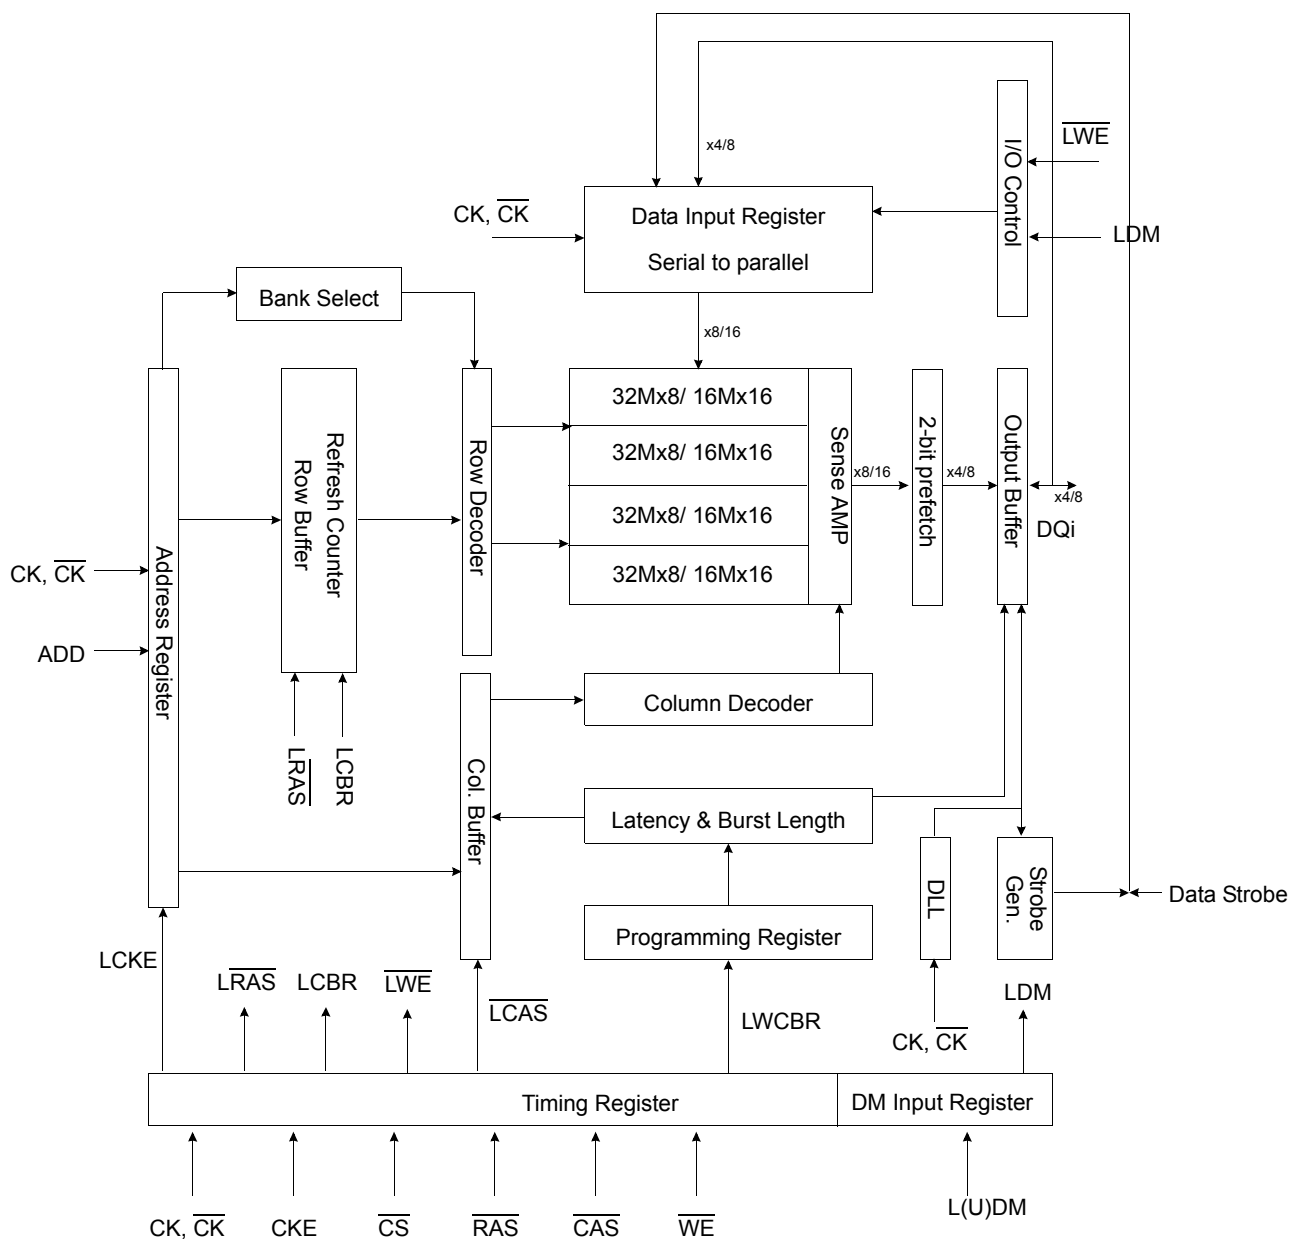 x4/8
I/O Control
LWE
CK, CK
Data Input Register
Serial to parallel
LDM
Bank Select
x8/16
Address Register
Refresh Counter
Row Buffer
Row Decoder
32Mx8/ 16Mx16
32Mx8/ 16Mx16
32Mx8/ 16Mx16
32Mx8/ 16Mx16
Sense AMP
x8/16
2-bit prefetch
x4/8
Output Buffer
x4/8
DQi
CK, CK
ADD
LRAS
LCBR
Col. Buffer
Column Decoder
Latency & Burst Length
Programming Register
DLL
Strobe
Gen.
Data Strobe
LCKE
LRAS
LCBR
LWE
LCAS
LWCBR
CK, CK
LDM
Timing Register
DM Input Register
CK, CK
CKE
CS
RAS
CAS
WE
L(U)DM